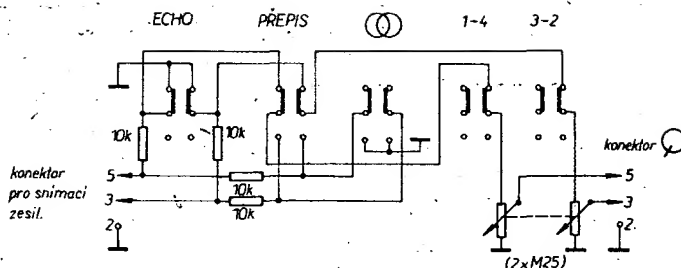 ECHO PŘEPIS 1-4 3-2
10k 10k
konektor
pro snímací
zesil.
5
3
2
10k
10k
konektor
5
3
2
(2xM25)